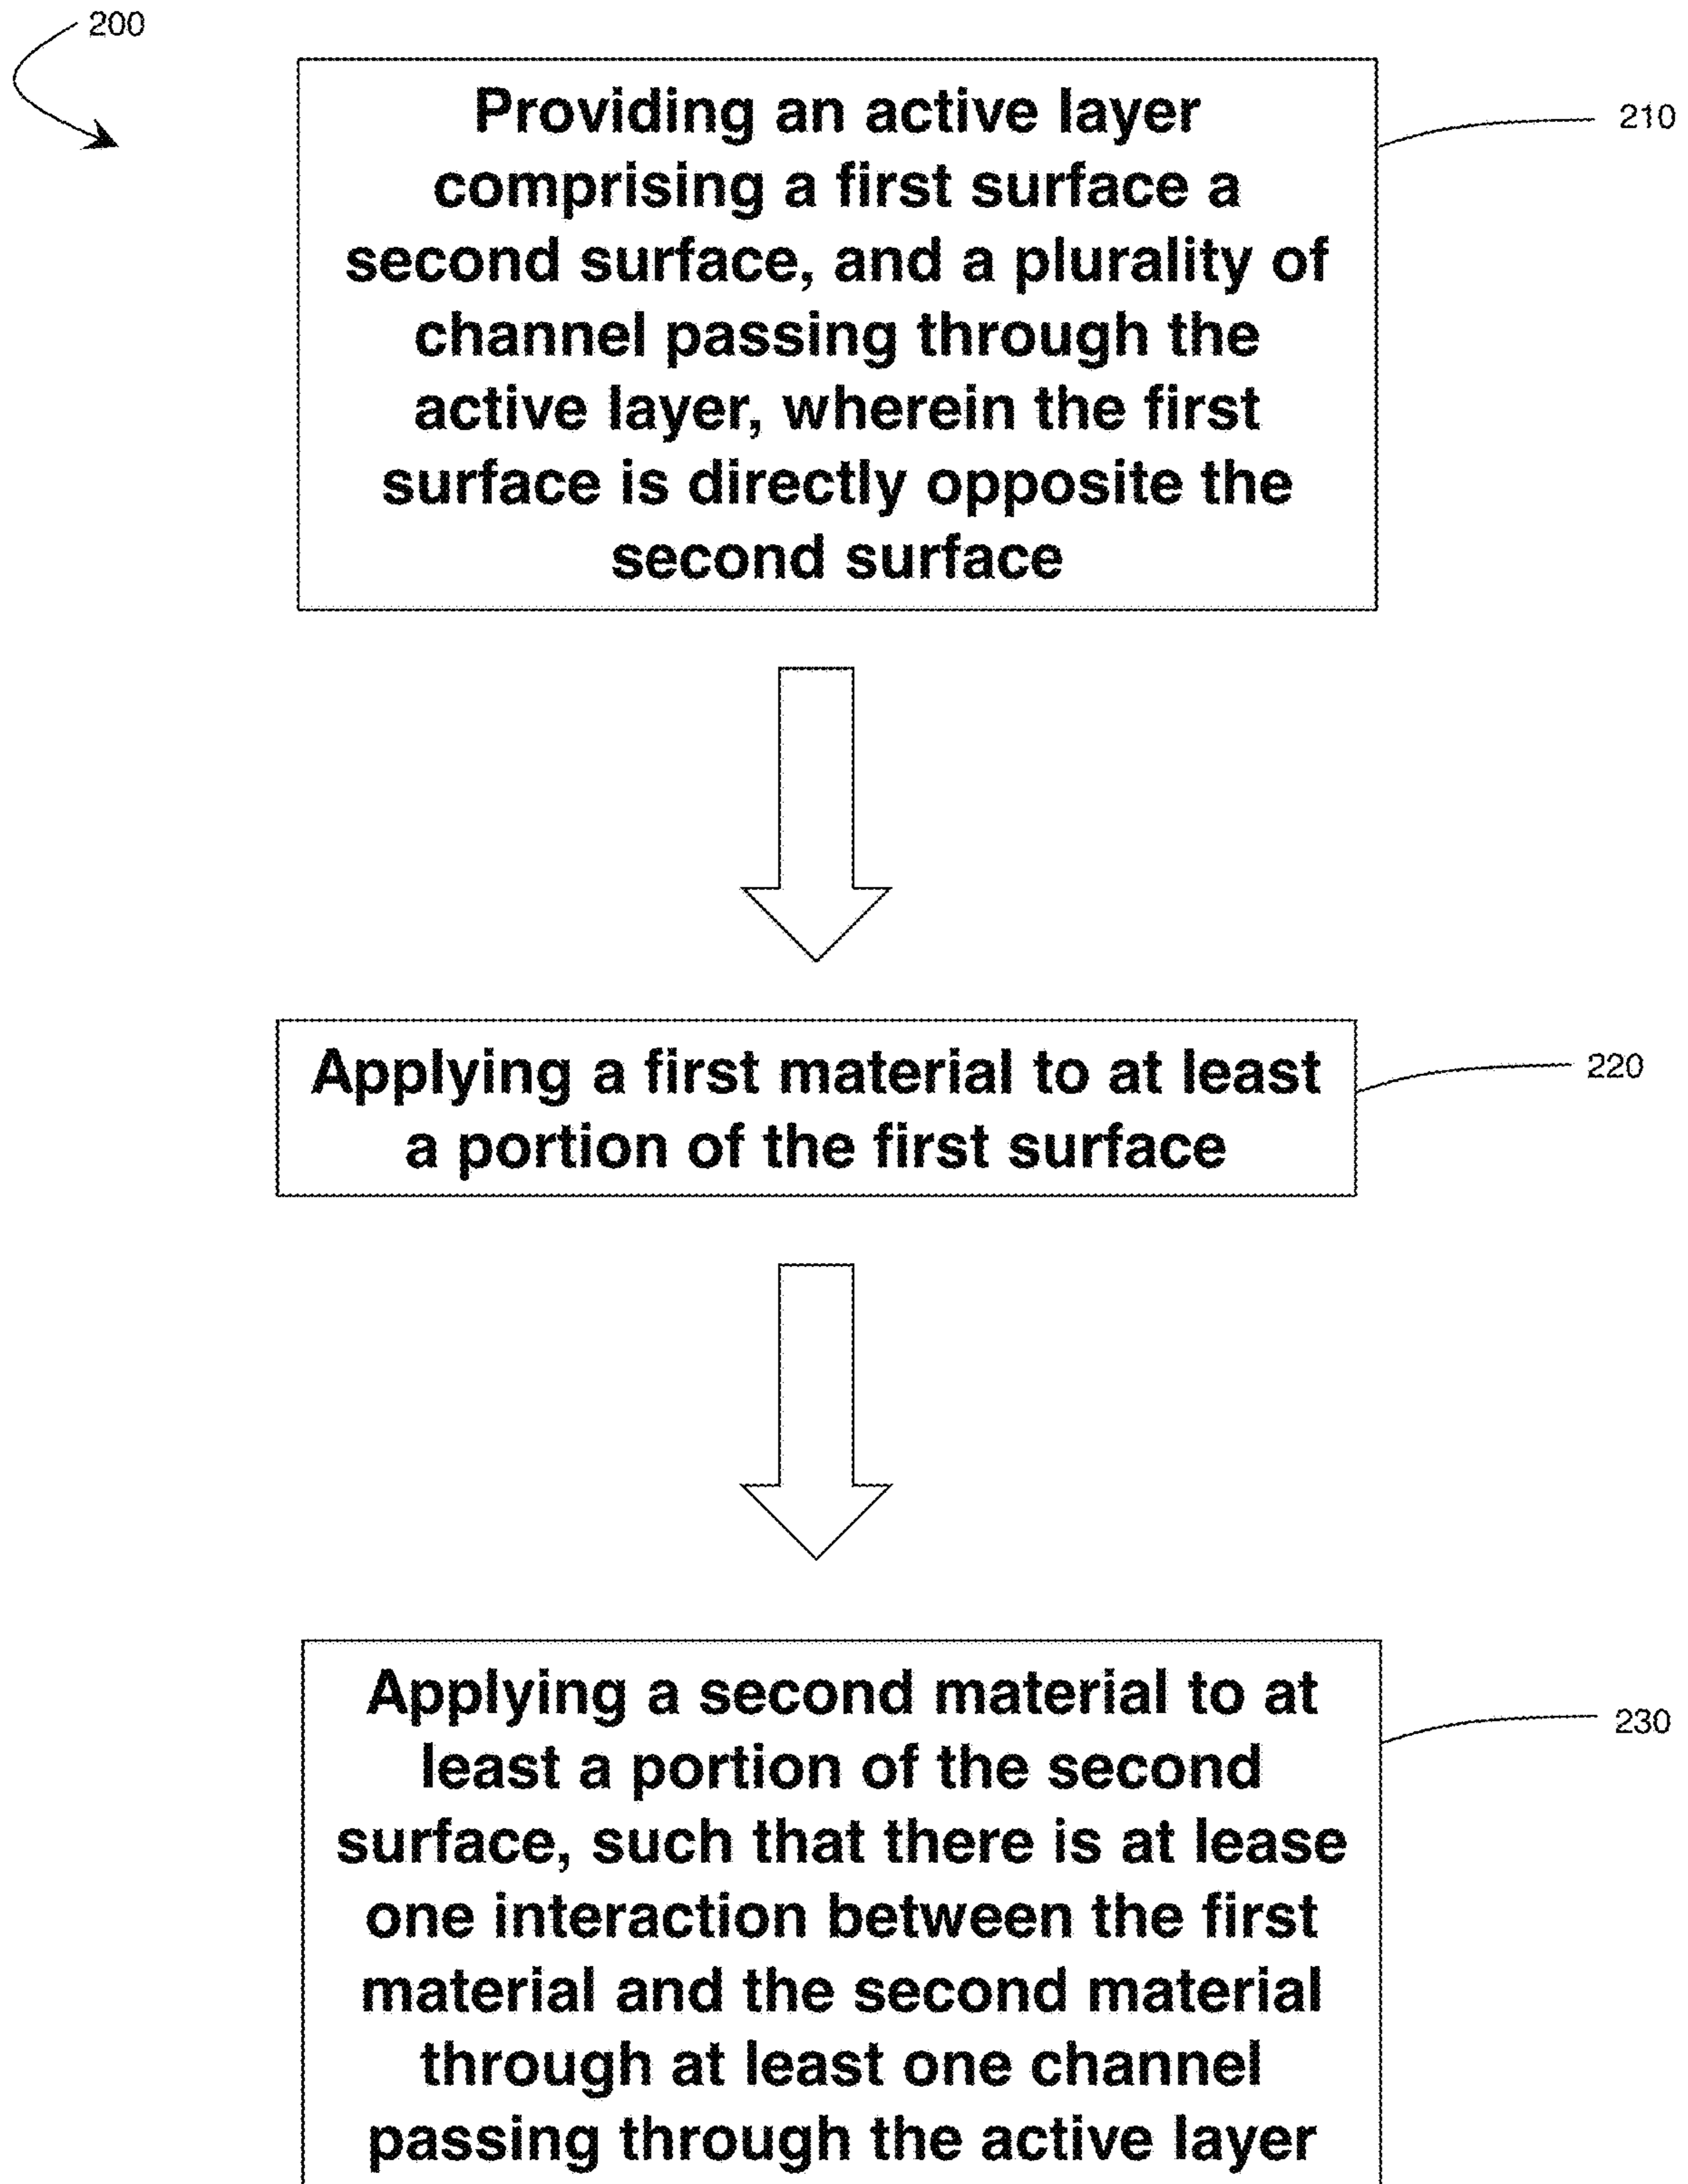 200
Providing an active layer
comprising a first surface a
second surface, and a plurality of
channel passing through the
active layer, wherein the first
surface is directly opposite the
second surface
210
Applying a first material to at least
a portion of the first surface
220
Applying a second material to at
least a portion of the second
surface, such that there is at lease
one interaction between the first
material and the second material
through at least one channel
passing through the active layer
230